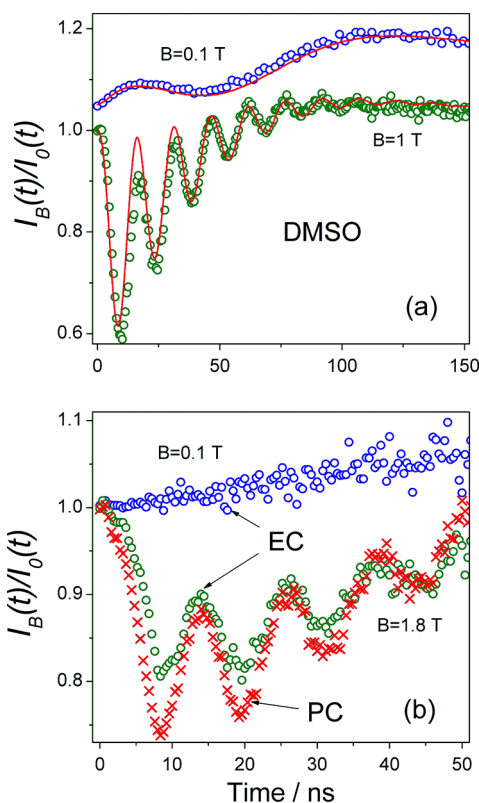 (a)
B=0.1 T
1.2
1.0
0.8
0.6
I_B(t)/I_0(t)
B=1 T
DMSO
0 50 100 150
(b)
B=0.1 T
1.1
1.0
0.9
0.8
I_B(t)/I_0(t)
EC
B=1.8 T
PC
0 10 20 30 40 50
Time / ns